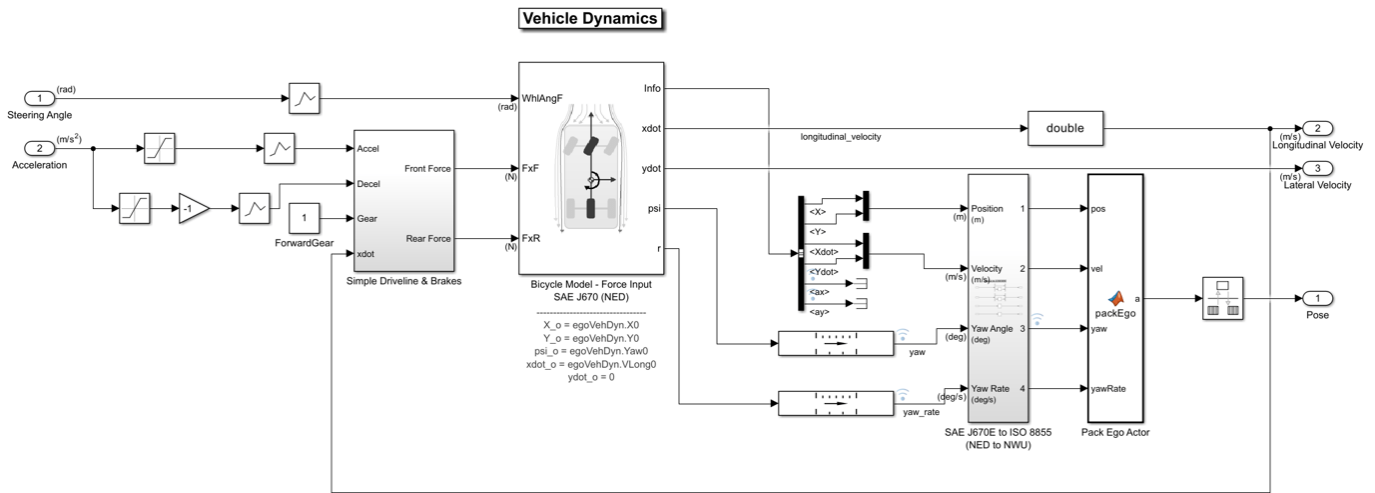 Vehicle Dynamics
1
(rad)
Steering Angle
2
(m/s²)
Acceleration
-1
1
ForwardGear
Accel
Decel
Gear
xdot
Front Force
Rear Force
Simple Driveline & Brakes
WhlAngF
(rad)
FxF
(N)
FxR
(N)
Info
xdot
ydot
psi
r
Bicycle Model - Force Input
SAE J670 (NED)
--------------------------------
X_o = egoVehDyn.X0
Y_o = egoVehDyn.Y0
psi_o = egoVehDyn.Yaw0
xdot_o = egoVehDyn.VLong0
ydot_o = 0
longitudinal_velocity
double
<X>
<Y>
<Xdot>
<Ydot>
<ax>
<ay>
yaw
yaw_rate
(m)
(m/s)
(deg)
(deg/s)
Position
(m)
Velocity
(m/s)
Yaw Angle
(deg)
Yaw Rate
(deg/s)
1
2
3
4
SAE J670E to ISO 8855
(NED to NWU)
pos
vel
yaw
yawRate
packEgo
a
Pack Ego Actor
2
(m/s)
Longitudinal Velocity
3
(m/s)
Lateral Velocity
1
Pose